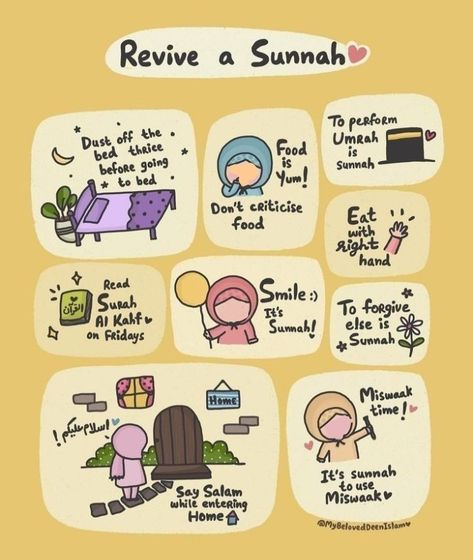 Revive a Sunnah
Dust off the
bed thrice
before going
to bed
Food
is
Yum!
Don't criticise
food
To perform
Umrah
is
sunnah
Eat
with
right
hand
القرآن
Read
Surah
Al Kahf
on Fridays
Smile :)
It's
Sunnah!
To forgive
else is
Sunnah
اسلام عليكم!
Home
Say Salam
while entering
Home
Miswaak
time!
It's sunnah
to use
Miswaak
@MyBelovedDeenIslam